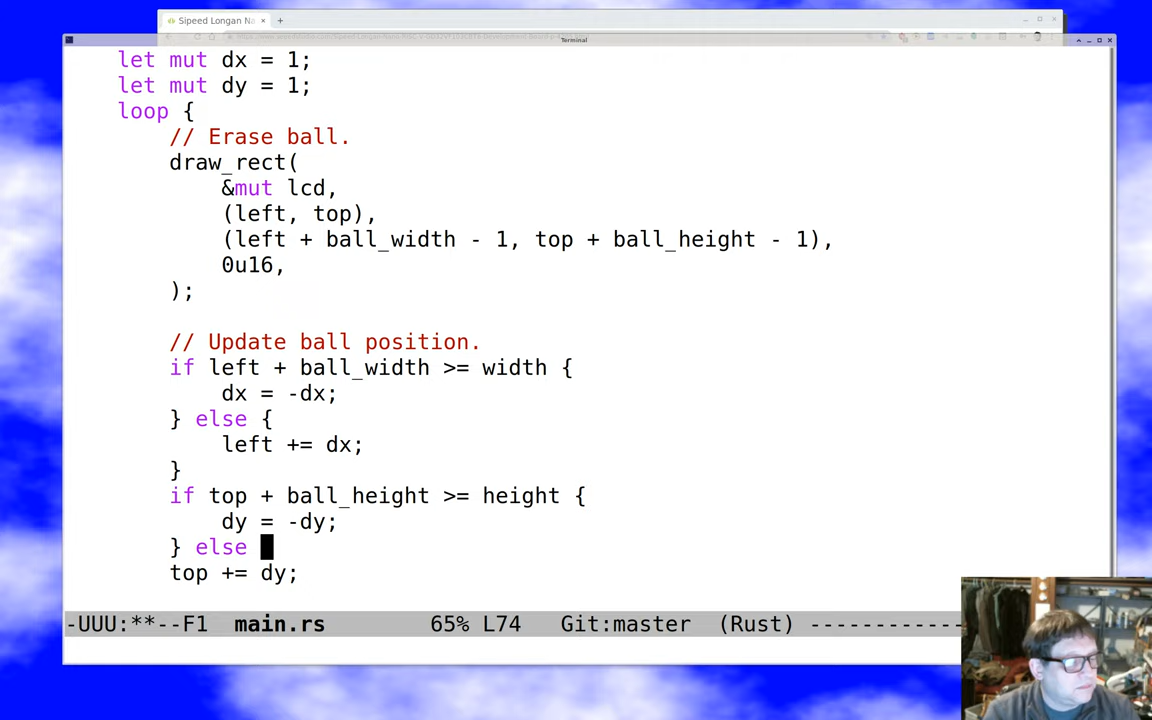 Sipeed Longan Na
Terminal
let mut dx = 1;
let mut dy = 1;
loop {
// Erase ball.
draw_rect(
&mut lcd,
(left, top),
(left + ball_width - 1, top + ball_height - 1),
0u16,
);
// Update ball position.
if left + ball_width >= width {
dx = -dx;
} else {
left += dx;
}
if top + ball_height >= height {
dy = -dy;
} else
top += dy;
-UUU:**--F1 main.rs 65% L74 Git:master (Rust) ------------